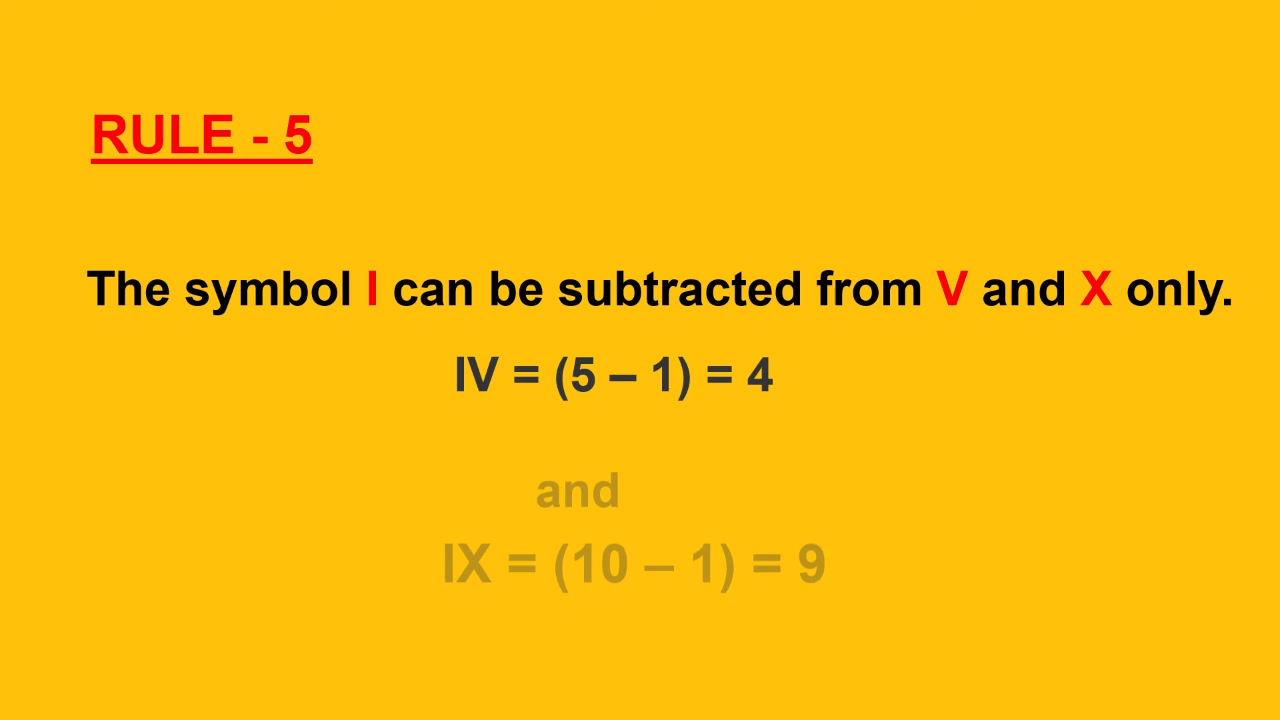 RULE - 5
The symbol I can be subtracted from V and X only.
IV = (5 – 1) = 4
and
IX = (10 – 1) = 9